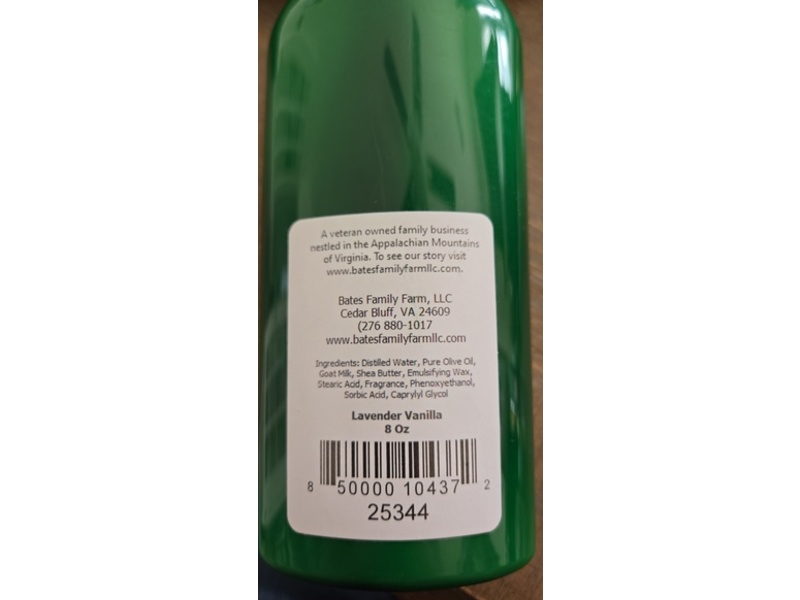 A veteran owned family business
nestled in the Appalachian Mountains
of Virginia. To see our story visit
www.batesfamilyfarmllc.com.
Bates Family Farm, LLC
Cedar Bluff, VA 24609
(276 880-1017
www.batesfamilyfarmllc.com
Ingredients: Distilled Water, Pure Olive Oil,
Goat Milk, Shea Butter, Emulsifying Wax,
Stearic Acid, Fragrance, Phenoxyethanol,
Sorbic Acid, Caprylyl Glycol
Lavender Vanilla
8 Oz
8 50000 10437 2
25344